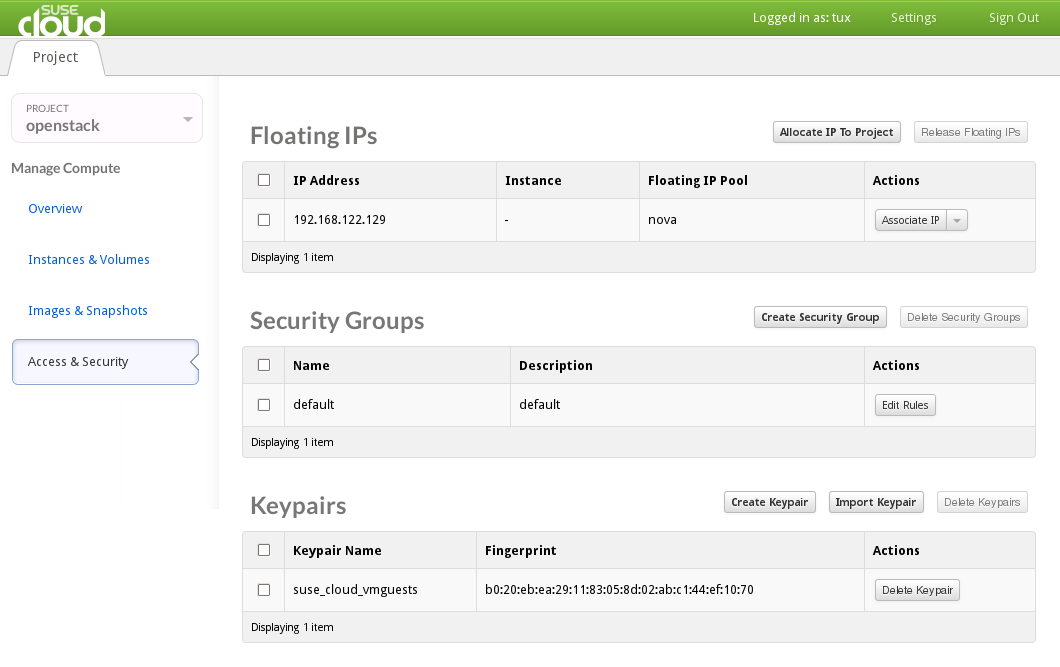 SUSE
cloud
Logged in as: tux Settings Sign Out
Project
PROJECT
openstack
Manage Compute
Overview
Instances & Volumes
Images & Snapshots
Access & Security
Floating IPs Allocate IP To Project Release Floating IPs
IP Address Instance Floating IP Pool Actions
192.168.122.129 - nova Associate IP
Displaying 1 item
Security Groups Create Security Group Delete Security Groups
Name Description Actions
default default Edit Rules
Displaying 1 item
Keypairs Create Keypair Import Keypair Delete Keypairs
Keypair Name Fingerprint Actions
suse_cloud_vmguests b0:20:eb:ea:29:11:83:05:8d:02:ab:c1:44:ef:10:70 Delete Keypair
Displaying 1 item